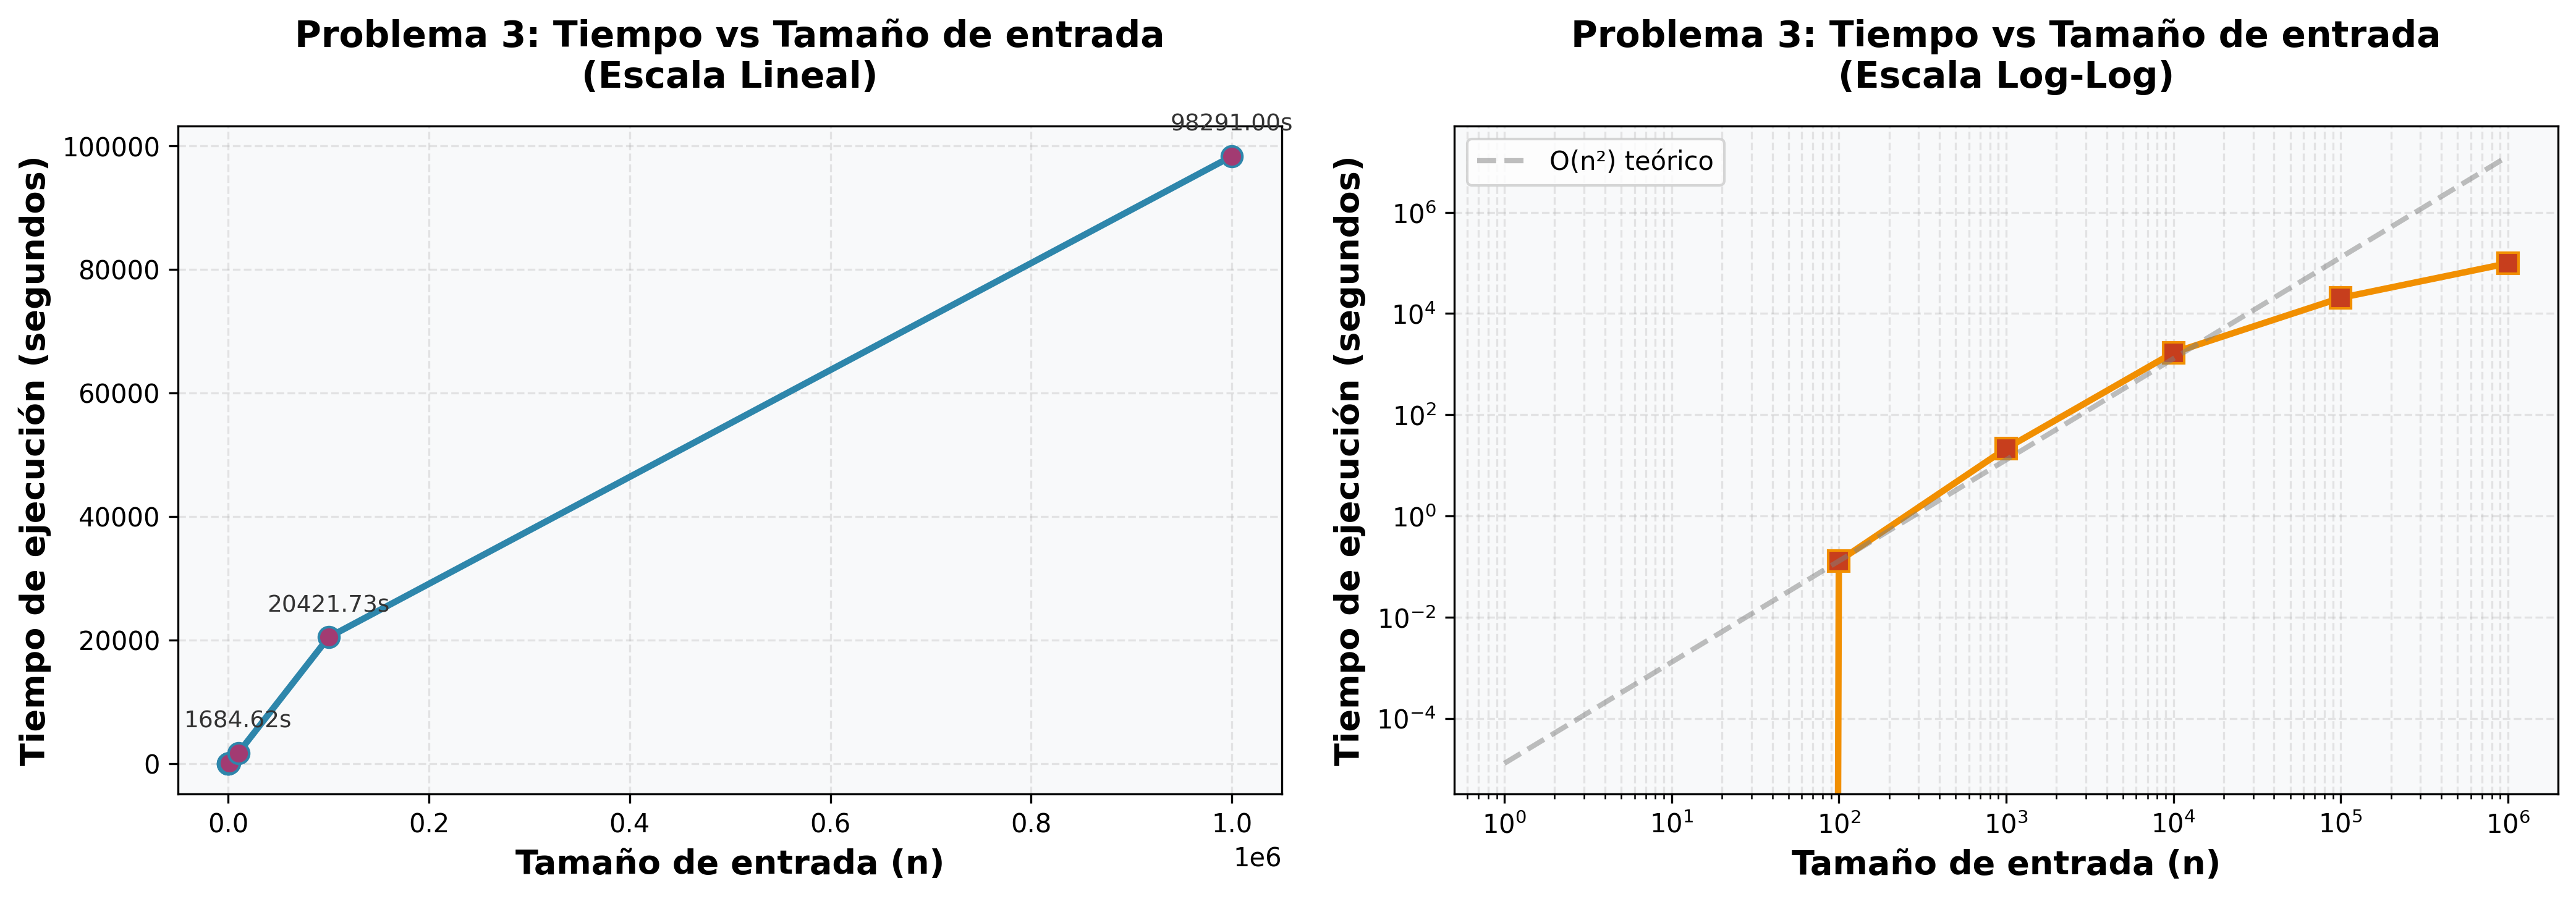 Problema 3: Tiempo vs Tamaño de entrada
(Escala Lineal)
98291.00s
100000
80000
60000
40000
20000
0
20421.73s
1684.62s
Tiempo de ejecución (segundos)
0.0 0.2 0.4 0.6 0.8 1.0
1e6
Tamaño de entrada (n)
Problema 3: Tiempo vs Tamaño de entrada
(Escala Log-Log)
O(n²) teórico
10⁶
10⁴
10²
10⁰
10⁻²
10⁻⁴
Tiempo de ejecución (segundos)
10⁰ 10¹ 10² 10³ 10⁴ 10⁵ 10⁶
Tamaño de entrada (n)